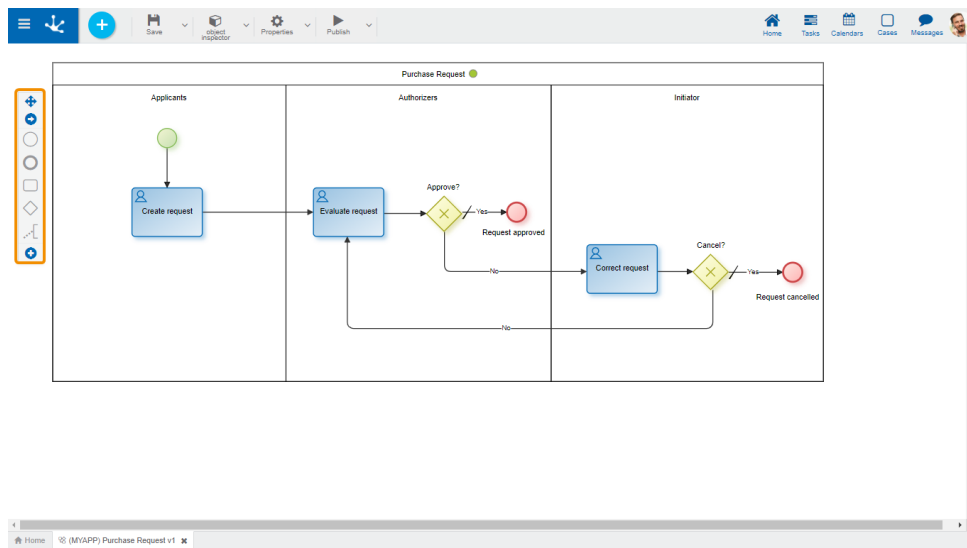 Save
object
inspector
Properties
Publish
Home
Tasks
Calendars
Cases
Messages
Purchase Request
Applicants
Authorizers
Initiator
Create request
Evaluate request
Approve?
Yes
Request approved
No
Correct request
Cancel?
Yes
Request cancelled
No
Home
(MYAPP) Purchase Request v1